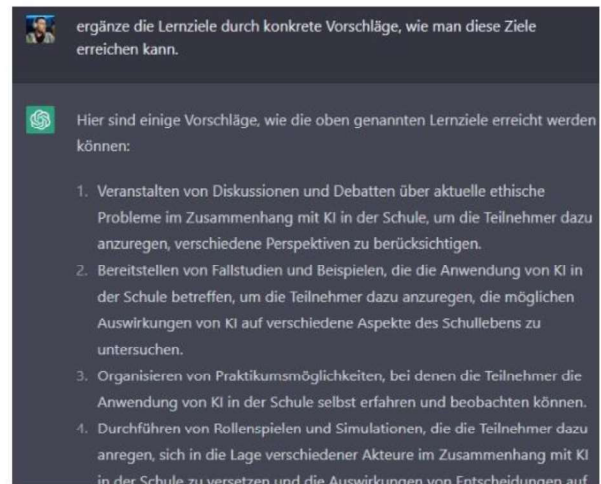 ergänze die Lernziele durch konkrete Vorschläge, wie man diese Ziele
erreichen kann.
Hier sind einige Vorschläge, wie die oben genannten Lernziele erreicht werden
können:
1. Veranstalten von Diskussionen und Debatten über aktuelle ethische
Probleme im Zusammenhang mit KI in der Schule, um die Teilnehmer dazu
anzuregen, verschiedene Perspektiven zu berücksichtigen.
2. Bereitstellen von Fallstudien und Beispielen, die die Anwendung von KI in
der Schule betreffen, um die Teilnehmer dazu anzuregen, die möglichen
Auswirkungen von KI auf verschiedene Aspekte des Schullebens zu
untersuchen.
3. Organisieren von Praktikumsmöglichkeiten, bei denen die Teilnehmer die
Anwendung von KI in der Schule selbst erfahren und beobachten können.
4. Durchführen von Rollenspielen und Simulationen, die die Teilnehmer dazu
anregen, sich in die Lage verschiedener Akteure im Zusammenhang mit KI
in der Schule zu versetzen und die Auswirkungen von Entscheidungen auf